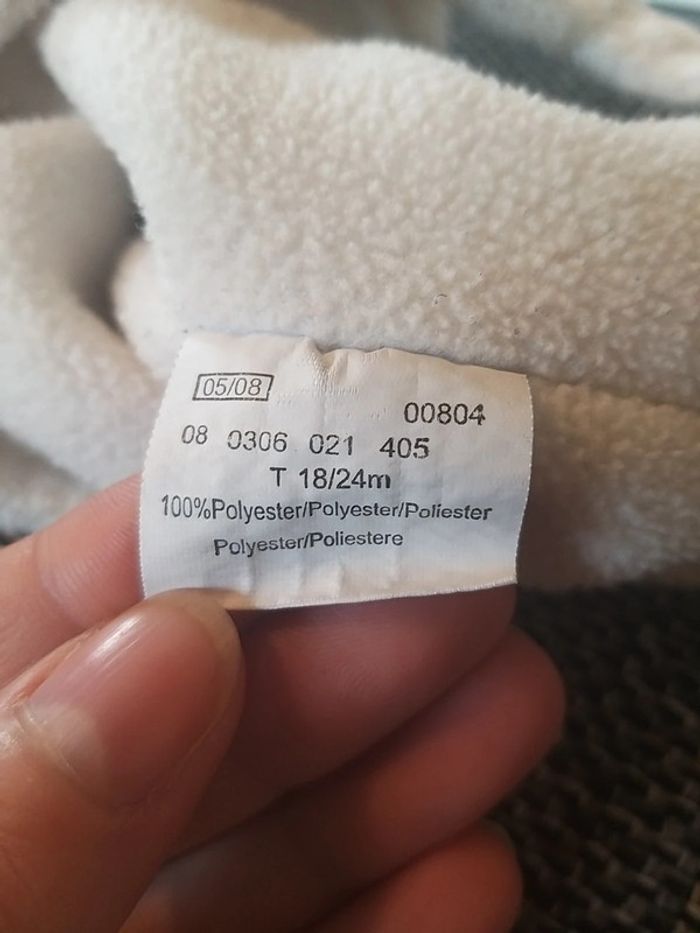 05/08
00804
08 0306 021 405
T 18/24m
100%Polyester/Polyester/Poliester
Polyester/Poliestere